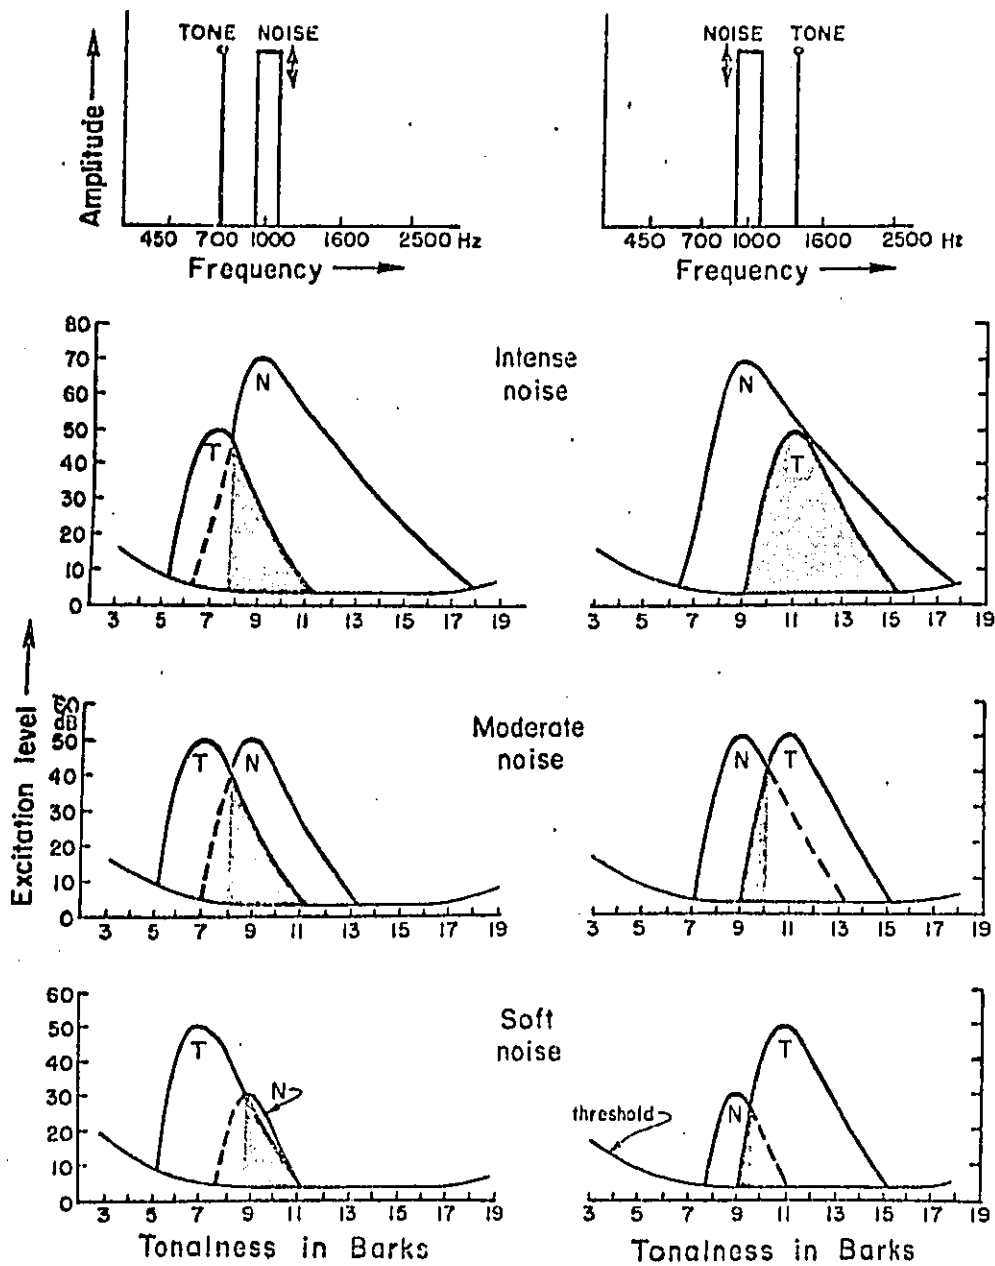 TONE NOISE
NOISE TONE
Amplitude
450 700 1000 1600 2500 Hz
450 700 1000 1600 2500 Hz
Frequency
Frequency
80
70
60
50
40
30
20
10
0
N
T
Intense
noise
N
T
3 5 7 9 11 13 15 17 19
3 5 7 9 11 13 15 17 19
Excitation level
dB
50
40
30
20
10
0
T N
Moderate
noise
N T
3 5 7 9 11 13 15 17 19
3 5 7 9 11 13 15 17 19
60
50
40
30
20
10
0
T
N
Soft
noise
T
N
threshold
3 5 7 9 11 13 15 17 19
3 5 7 9 11 13 15 17 19
Tonalness in Barks
Tonalness in Barks